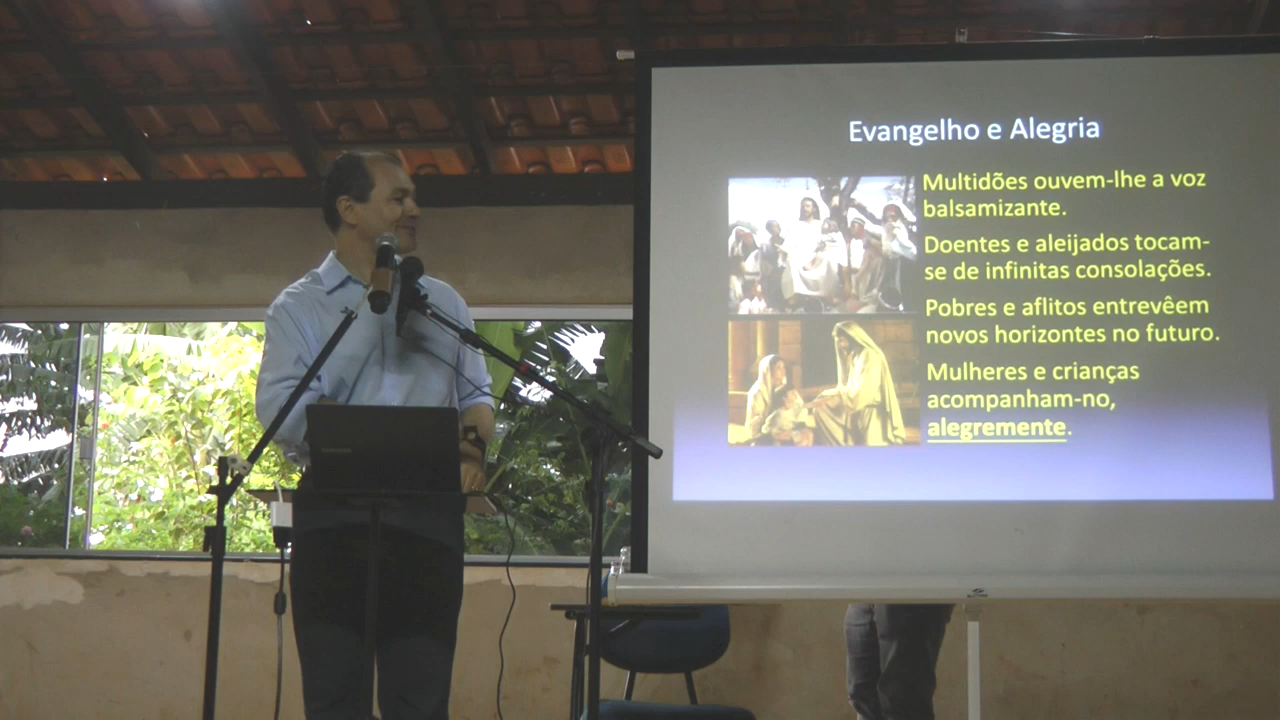 Evangelho e Alegria
Multidões ouvem-lhe a voz
balsamizante.
Doentes e aleijados tocam-
se de infinitas consolações.
Pobres e aflitos entrevêem
novos horizontes no futuro.
Mulheres e crianças
acompanham-no,
alegremente.